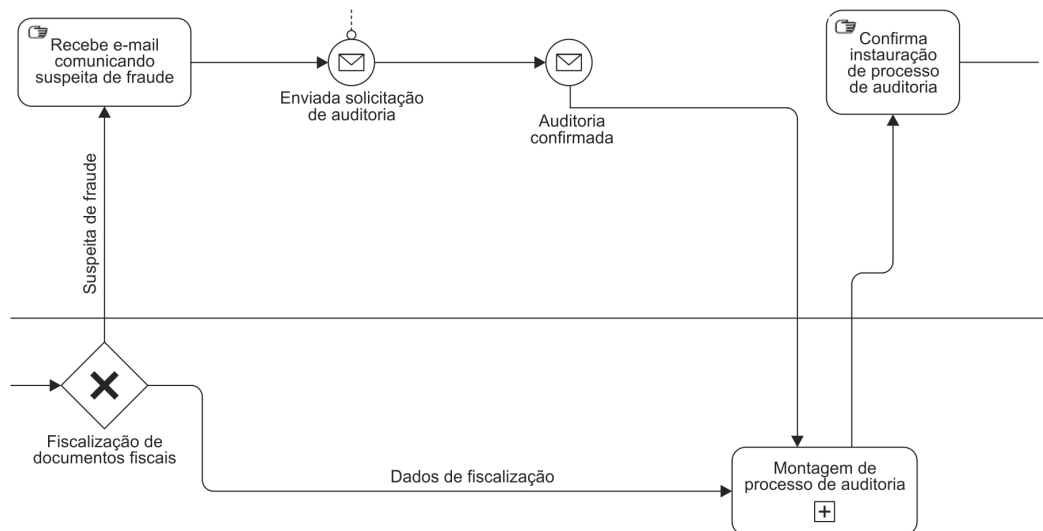 Recebe e-mail
comunicando
suspeita de fraude
Enviada solicitação
de auditoria
Auditoria
confirmada
Confirma
instauração
de processo
de auditoria
Suspeita de fraude
Fiscalização de
documentos fiscais
Dados de fiscalização
Montagem de
processo de auditoria